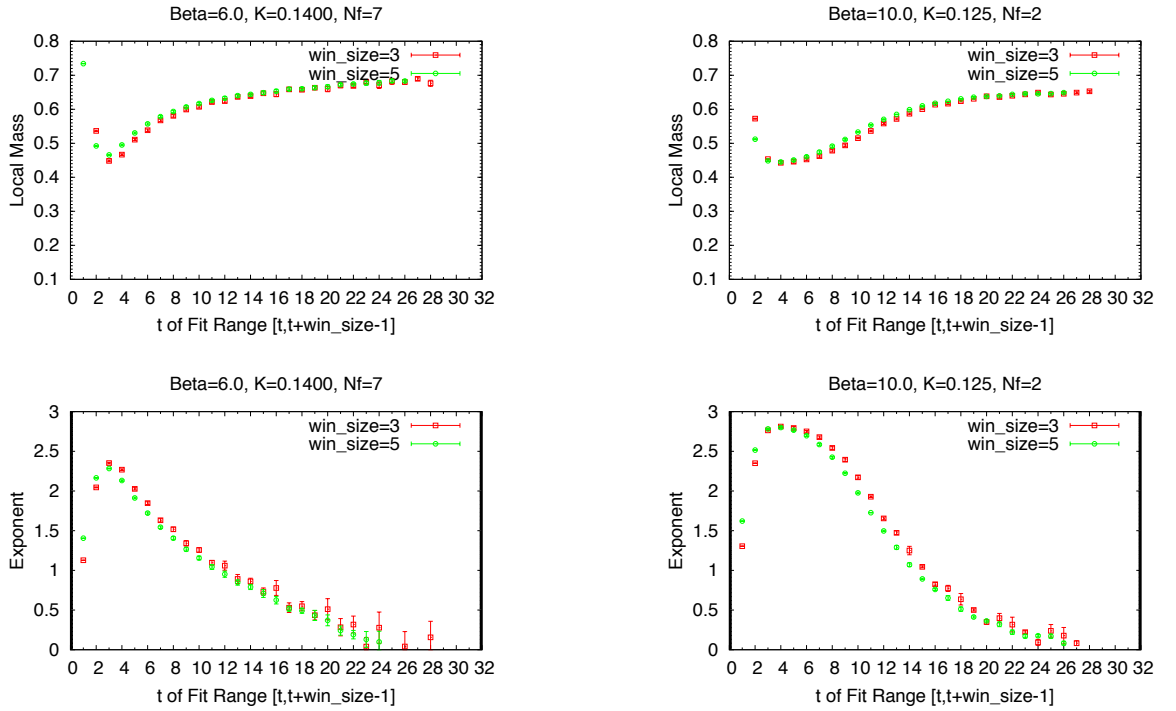 Beta=6.0, K=0.1400, Nf=7
0.8
0.7
0.6
0.5
0.4
0.3
0.2
0.1
Local Mass
win_size=3
win_size=5
0 2 4 6 8 10 12 14 16 18 20 22 24 26 28 30 32
t of Fit Range [t,t+win_size-1]
Beta=10.0, K=0.125, Nf=2
0.8
0.7
0.6
0.5
0.4
0.3
0.2
0.1
Local Mass
win_size=3
win_size=5
0 2 4 6 8 10 12 14 16 18 20 22 24 26 28 30 32
t of Fit Range [t,t+win_size-1]
Beta=6.0, K=0.1400, Nf=7
3
2.5
2
1.5
1
0.5
0
Exponent
win_size=3
win_size=5
0 2 4 6 8 10 12 14 16 18 20 22 24 26 28 30 32
t of Fit Range [t,t+win_size-1]
Beta=10.0, K=0.125, Nf=2
3
2.5
2
1.5
1
0.5
0
Exponent
win_size=3
win_size=5
0 2 4 6 8 10 12 14 16 18 20 22 24 26 28 30 32
t of Fit Range [t,t+win_size-1]